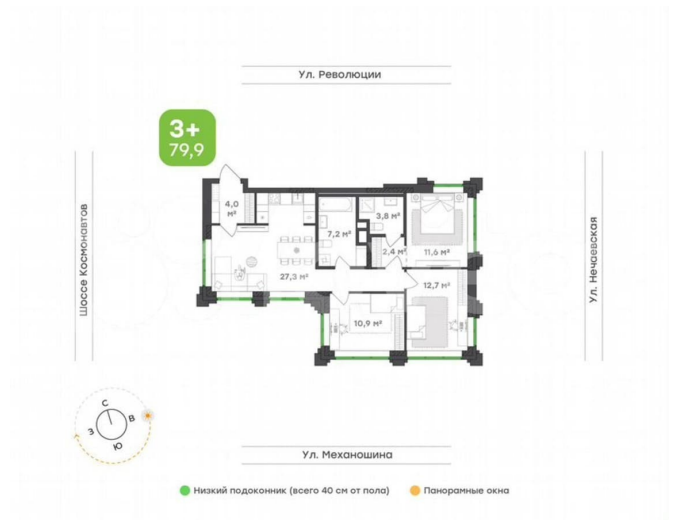 Ул. Революции
3+
79,9
4,0
м²
3,8 м²
7,2 м²
2,4 м²
11,6 м²
27,3 м²
12,7 м²
10,9 м²
Шоссе Космонавтов
Ул. Нечаевская
С
В
З
Ю
Ул. Механошина
Низкий подоконник (всего 40 см от пола)
Панорамные окна